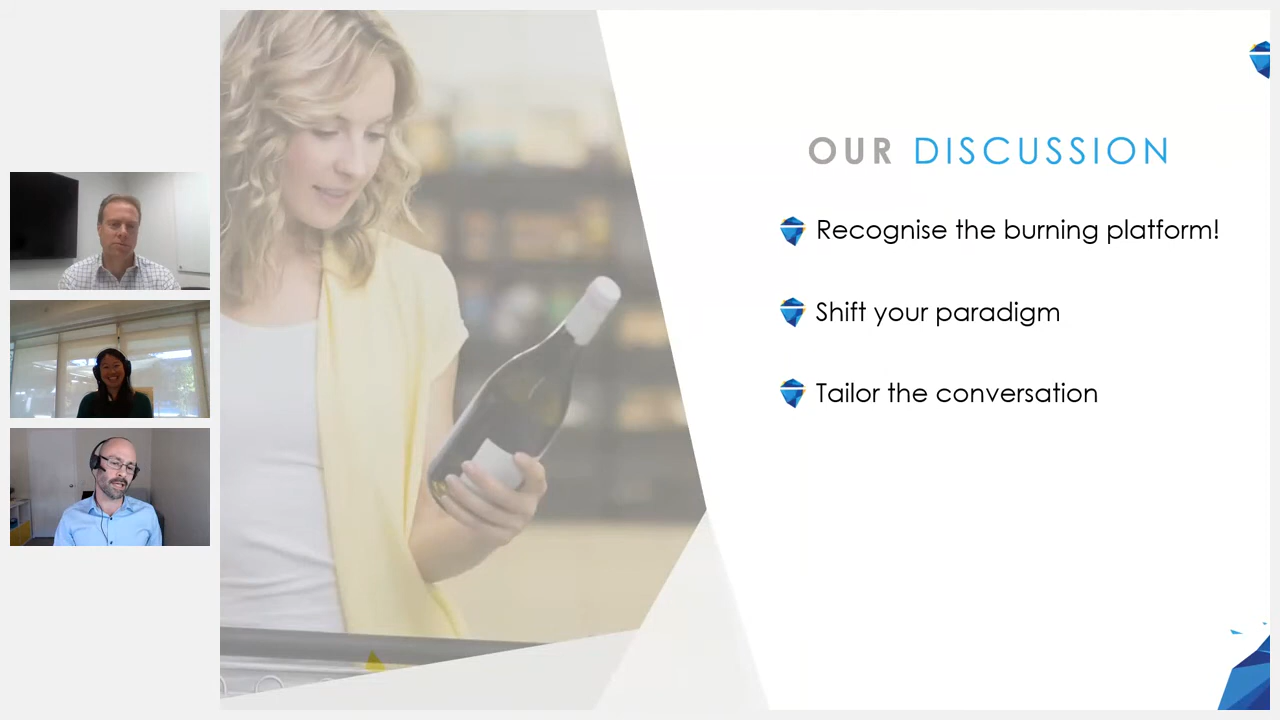 OUR DISCUSSION
Recognise the burning platform!
Shift your paradigm
Tailor the conversation